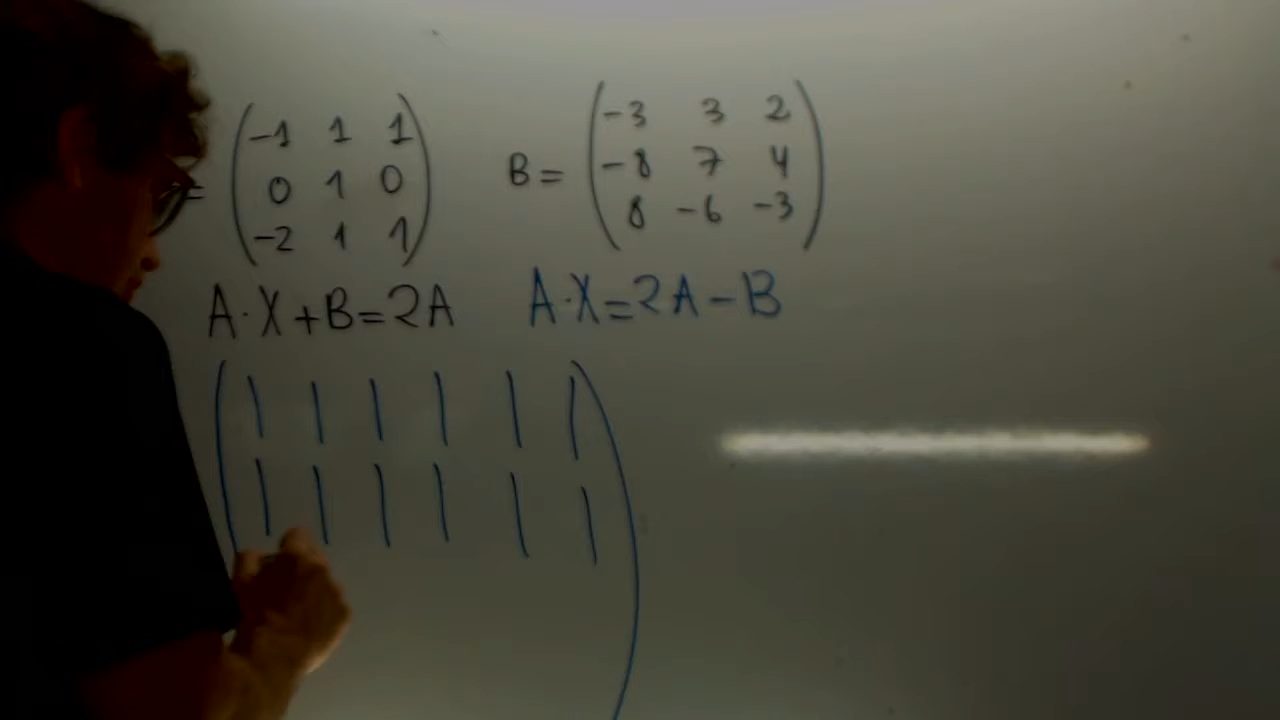 = (-1 1 1
0 1 0
-2 1 1)
B = (-3 3 2
-8 7 4
8 -6 -3)
A·X+B=2A
A·X=2A-B
( | | | | | |
| | | | | | )